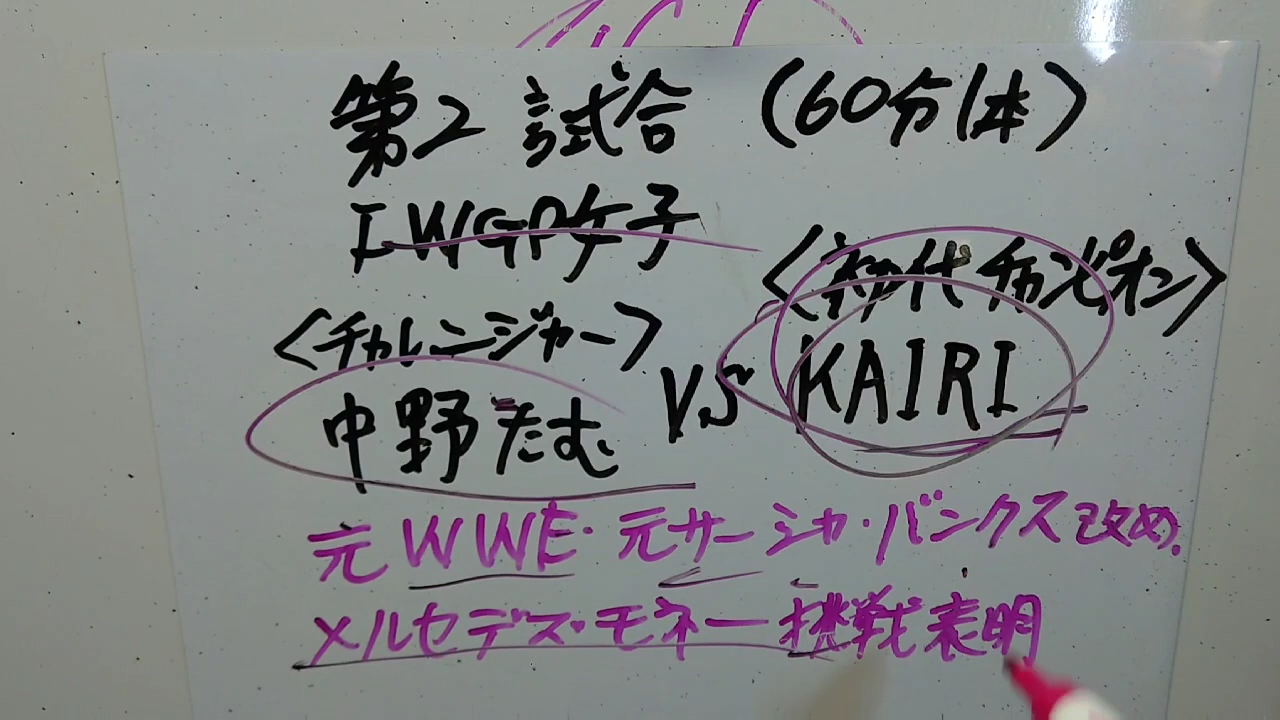 第2試合 (60分1本)
IWGP女子
<チャレンジャー>
中野たむ
VS
<初代チャンピオン>
KAIRI
元WWE・元サーシャ・バンクス改め、
メルセデス・モネー挑戦表明